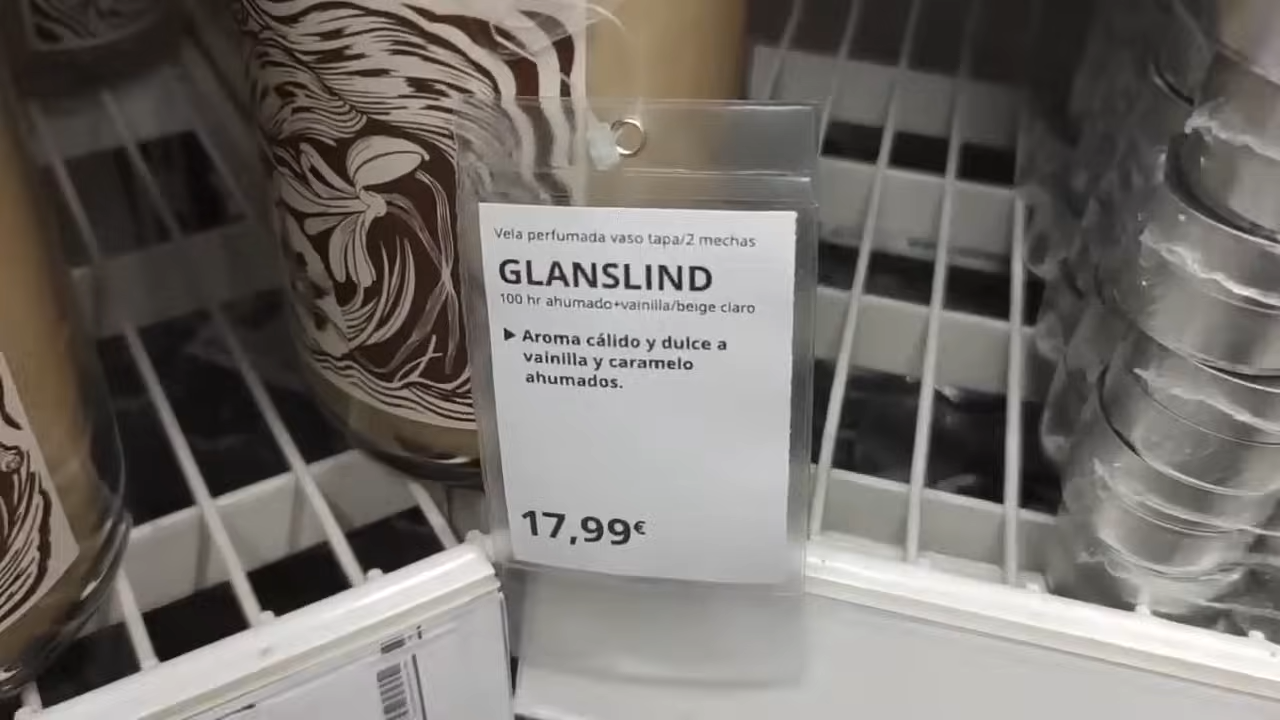 Vela perfumada vaso tapa/2 mechas
GLANSLIND
100 hr ahumado+vainilla/beige claro
▶ Aroma cálido y dulce a
vainilla y caramelo
ahumados.
17,99€